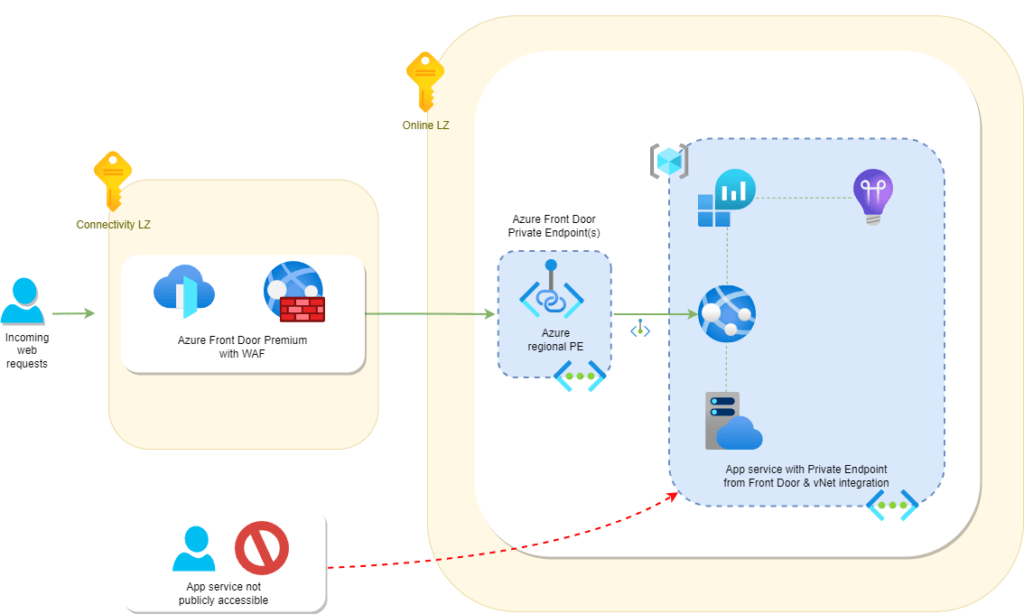 Online LZ
Connectivity LZ
Incoming
web
requests
Azure Front Door Premium
with WAF
Azure Front Door
Private Endpoint(s)
Azure
regional PE
App service with Private Endpoint
from Front Door & vNet integration
App service not
publicly accessible